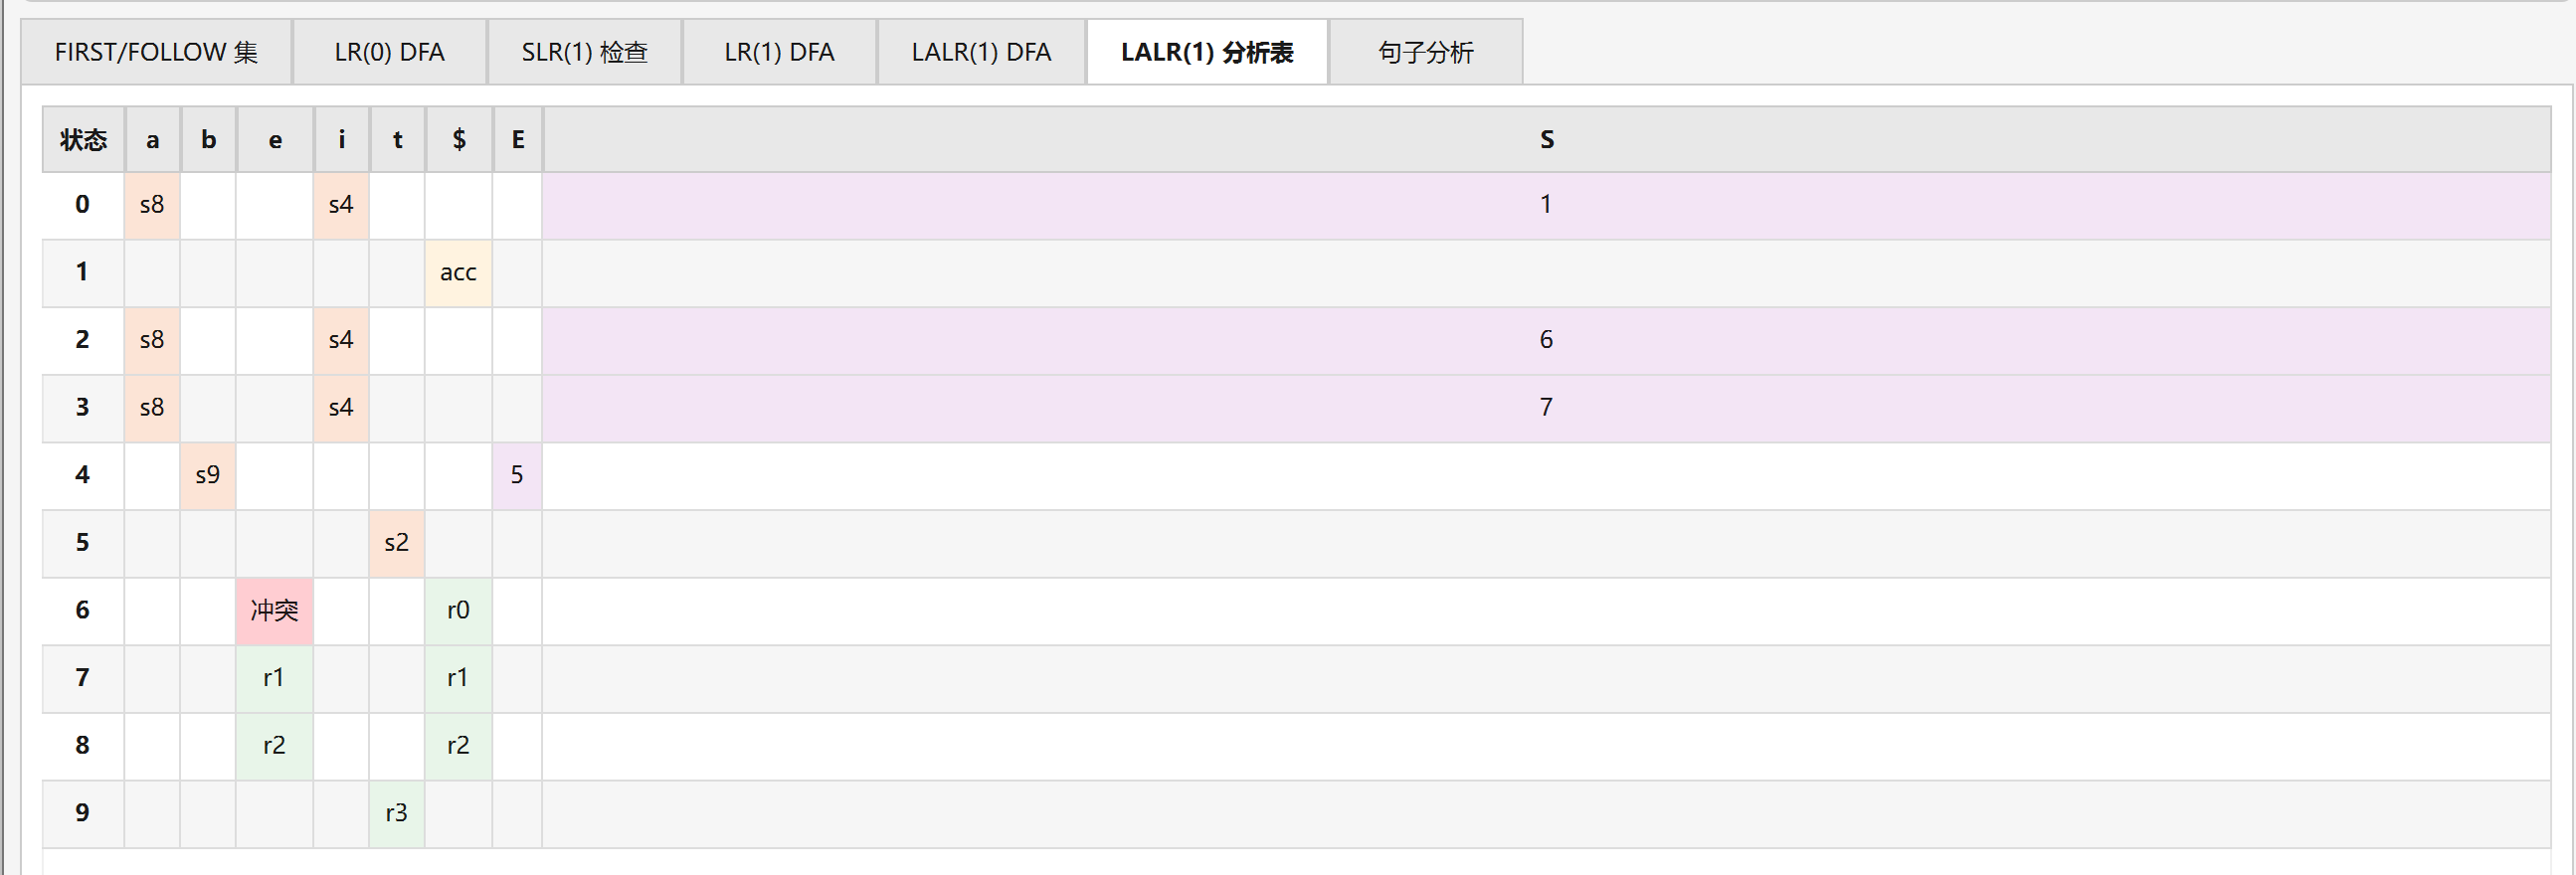 FIRST/FOLLOW 集 LR(0) DFA SLR(1) 检查 LR(1) DFA LALR(1) DFA LALR(1) 分析表 句子分析
状态 a b e i t $ E S
0 s8 s4 1
1 acc
2 s8 s4 6
3 s8 s4 7
4 s9 5
5 s2
6 冲突 r0
7 r1 r1
8 r2 r2
9 r3